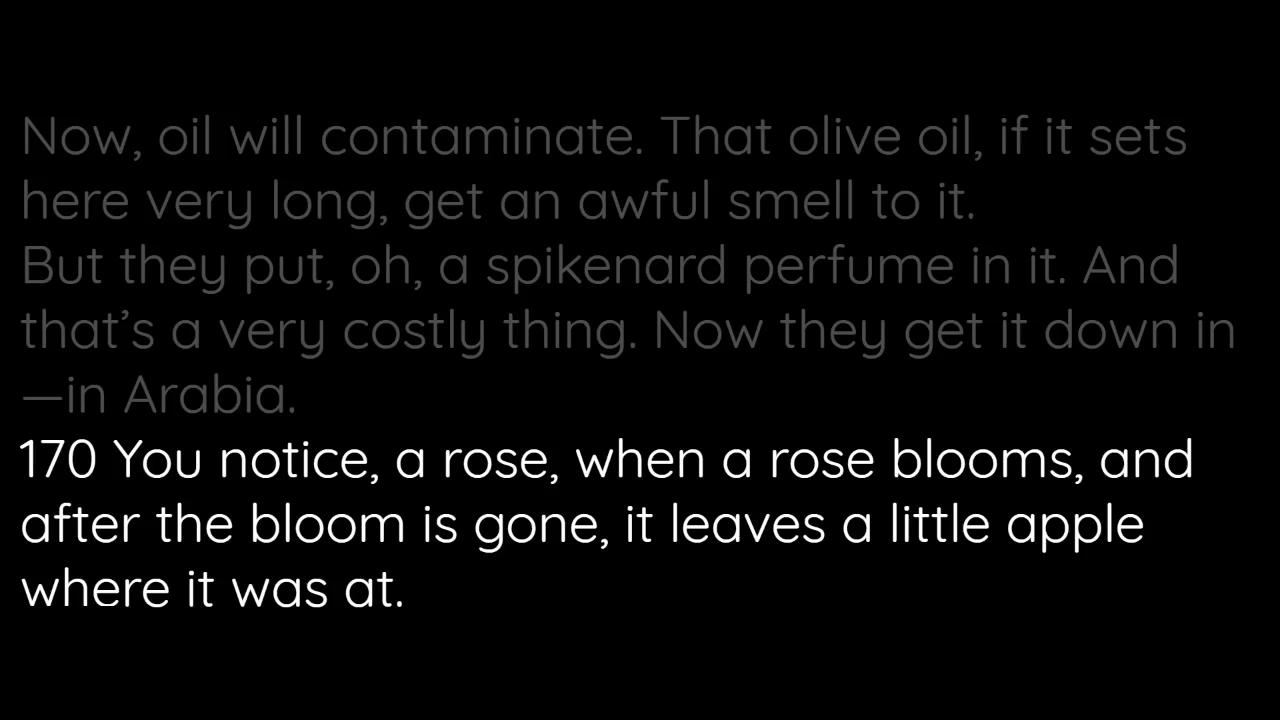 Now, oil will contaminate. That olive oil, if it sets
here very long, get an awful smell to it.
But they put, oh, a spikenard perfume in it. And
that’s a very costly thing. Now they get it down in
—in Arabia.
170 You notice, a rose, when a rose blooms, and
after the bloom is gone, it leaves a little apple
where it was at.